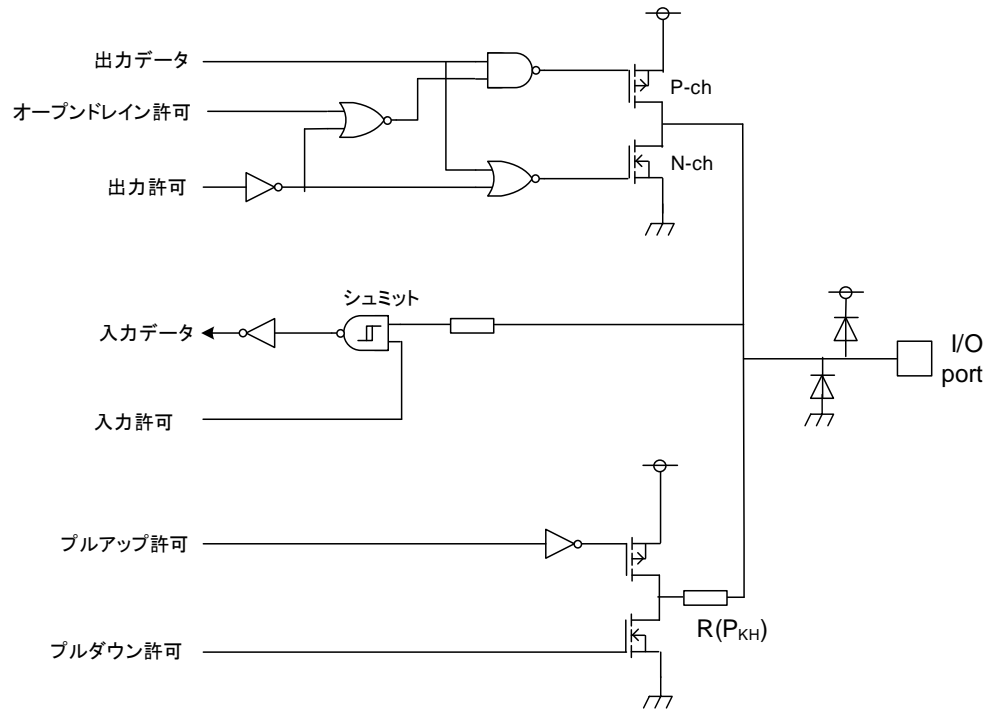 出力データ
P-ch
オープンドレイン許可
N-ch
出力許可
シュミット
入力データ
I/O
port
入力許可
プルアップ許可
R(PKH)
プルダウン許可